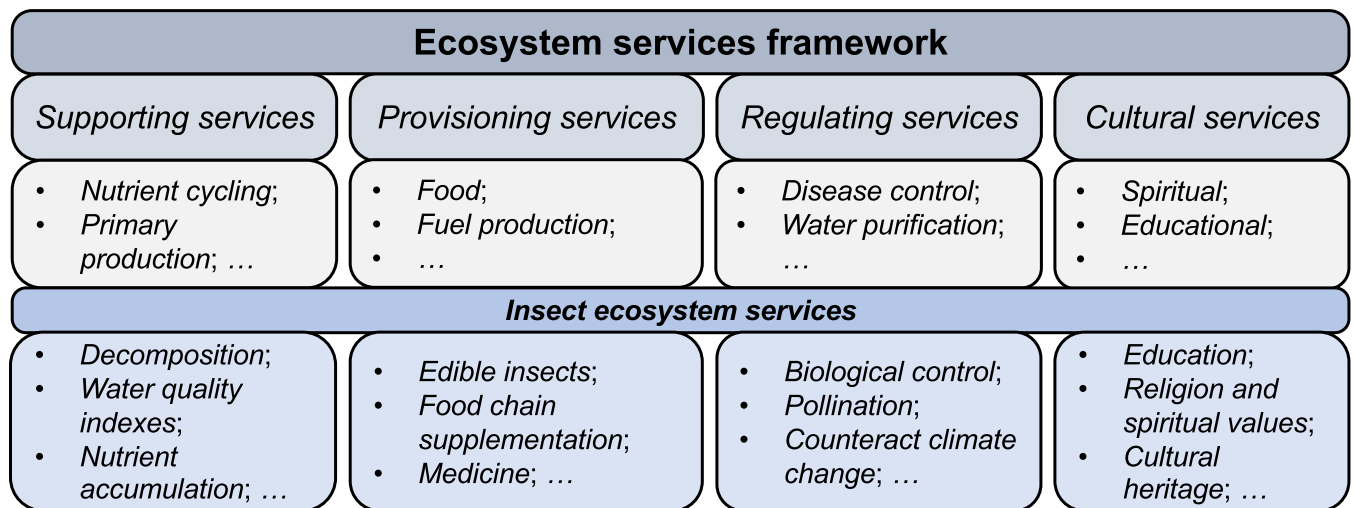 Ecosystem services framework
Supporting services
Provisioning services
Regulating services
Cultural services
• Nutrient cycling;
• Primary
production; …
• Food;
• Fuel production;
• …
• Disease control;
• Water purification;
…
• Spiritual;
• Educational;
• …
Insect ecosystem services
• Decomposition;
• Water quality
indexes;
• Nutrient
accumulation; …
• Edible insects;
• Food chain
supplementation;
• Medicine; …
• Biological control;
• Pollination;
• Counteract climate
change; …
• Education;
• Religion and
spiritual values;
• Cultural
heritage; …